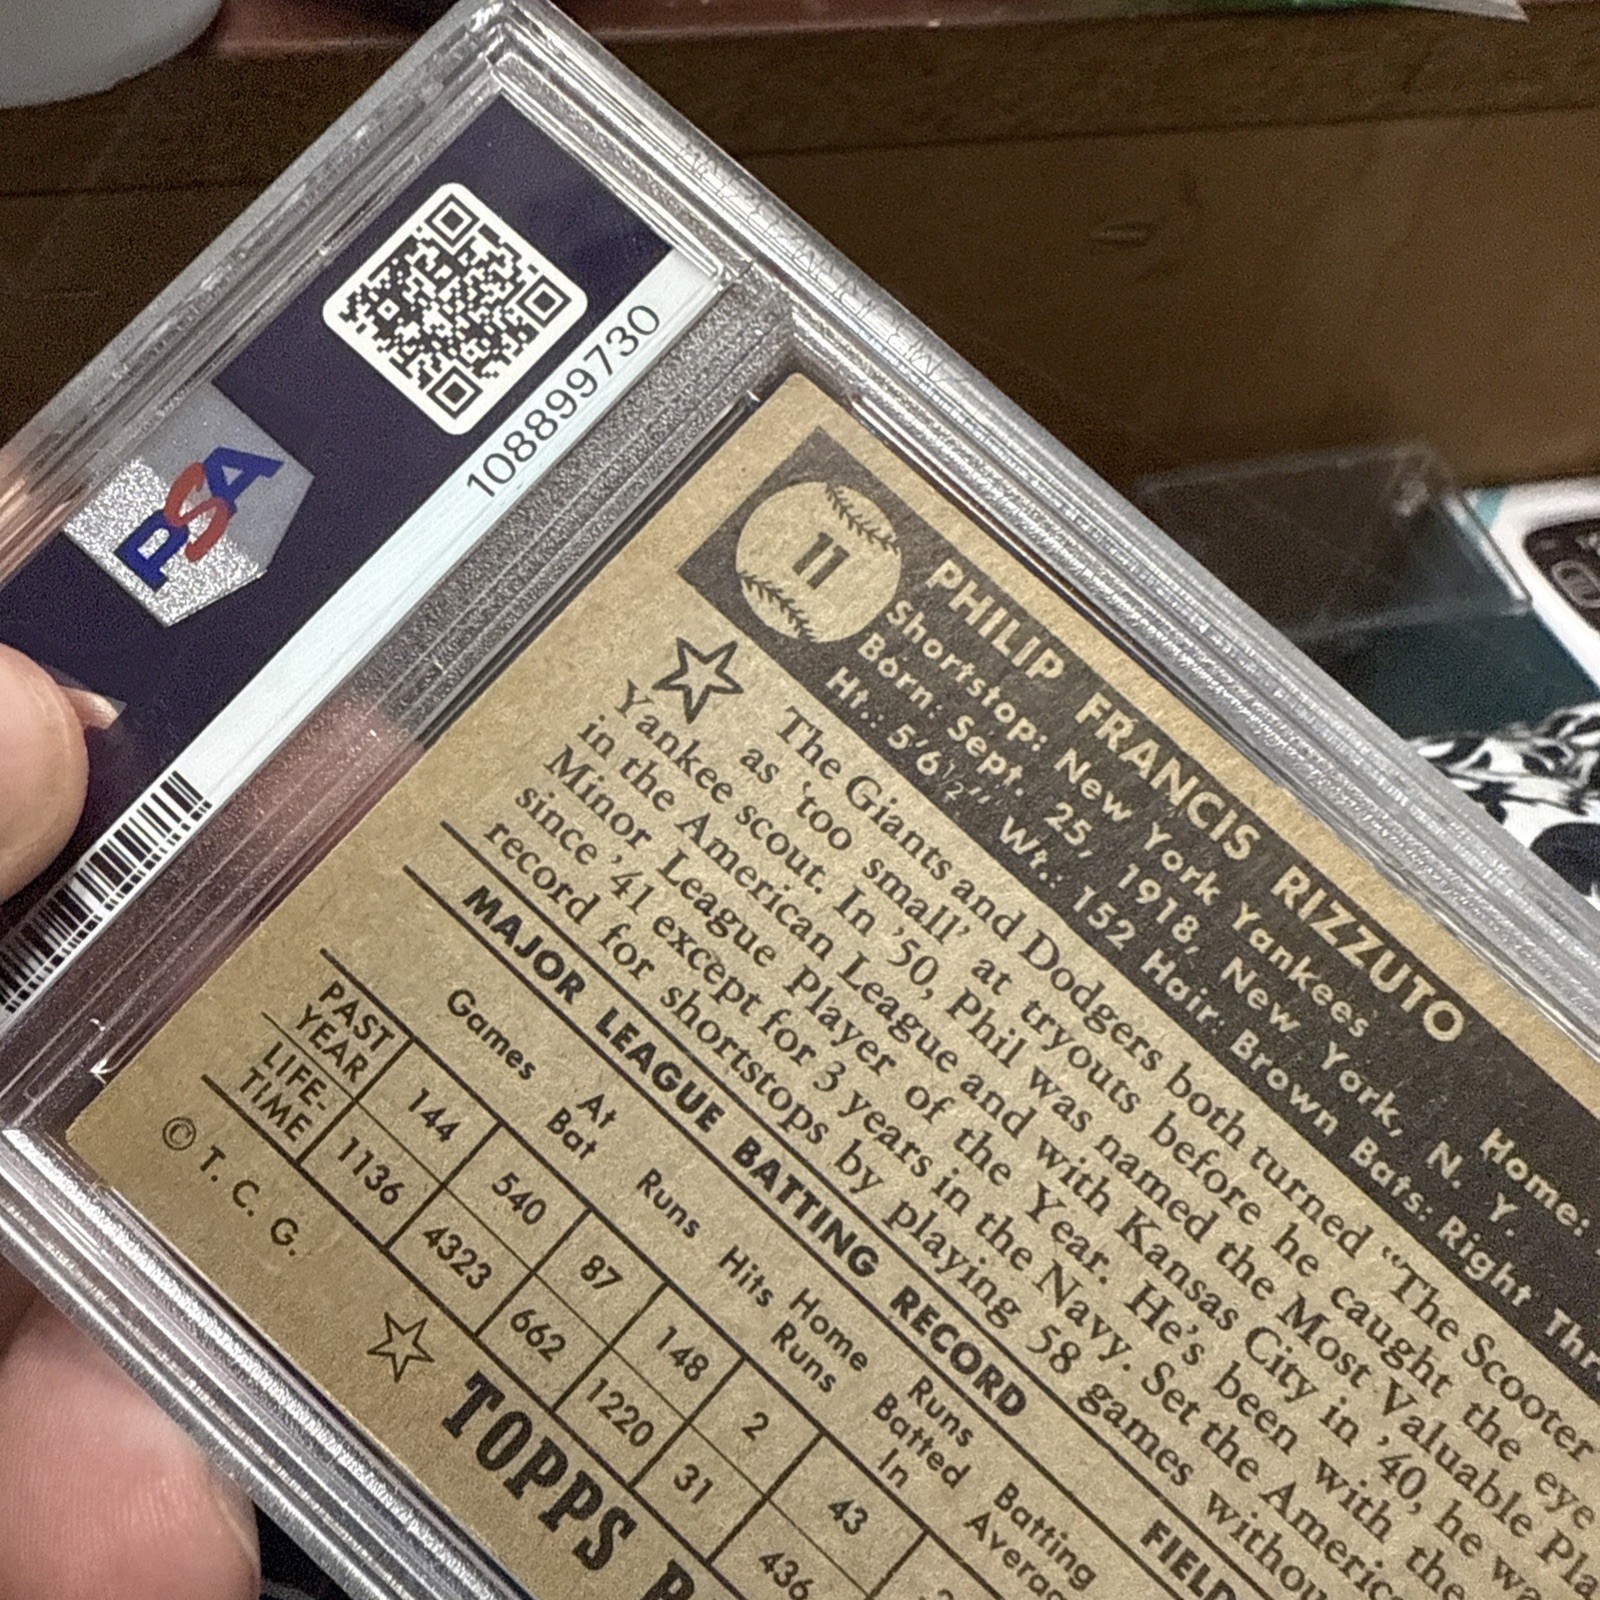 PSA
108899730
11
PHILIP FRANCIS RIZZUTO
Shortstop: New York Yankees Home:
Born: Sept. 25, 1918, New York, N. Y.
Ht.: 5'6½" Wt.: 152 Hair: Brown Bats: Right
The Giants and Dodgers both turned "The Scooter
as 'too small' at tryouts before he caught the eye
Yankee scout. In '50, Phil was named the Most Valuable
in the American League and with Kansas City in '40, he
Minor League Player of the Year. He's been with the
since '41 except for 3 years in the Navy. Set the
record for shortstops by playing 58 games
MAJOR LEAGUE BATTING RECORD
Games At Bat Runs Hits Home Runs Runs Batted In Batting
PAST YEAR 144 540 87 148 2 43
LIFE-TIME 1136 4323 662 1220 31 436
© T. C. G.
TOPPS